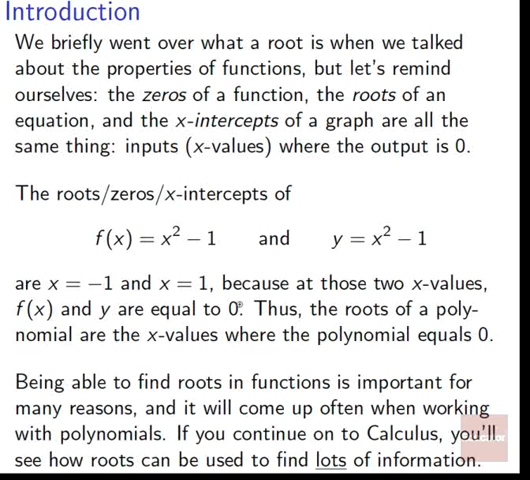 Introduction
We briefly went over what a root is when we talked
about the properties of functions, but let's remind
ourselves: the zeros of a function, the roots of an
equation, and the x-intercepts of a graph are all the
same thing: inputs (x-values) where the output is 0.
The roots/zeros/x-intercepts of
f(x) = x² − 1 and y = x² − 1
are x = −1 and x = 1, because at those two x-values,
f(x) and y are equal to 0. Thus, the roots of a poly-
nomial are the x-values where the polynomial equals 0.
Being able to find roots in functions is important for
many reasons, and it will come up often when working
with polynomials. If you continue on to Calculus, you'll
see how roots can be used to find lots of information.